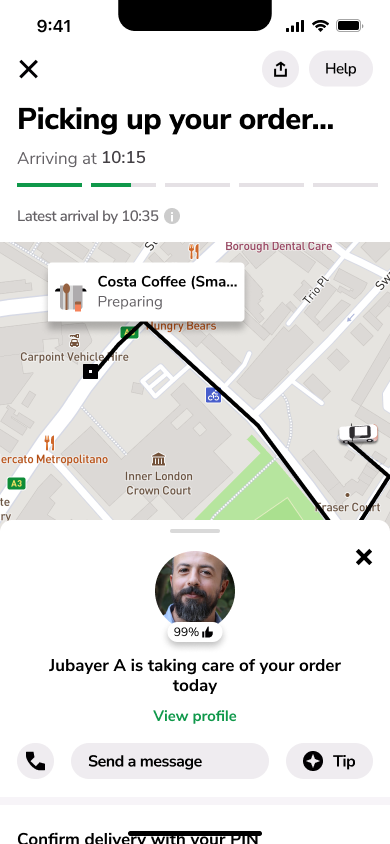 9:41
Help
Picking up your order...
Arriving at 10:15
Latest arrival by 10:35
Borough Dental Care
Trio Pl
Costa Coffee (Sma...
Preparing
Hungry Bears
Carpoint Vehicle Hire
Mercato Metropolitano
Inner London
Crown Court
A3
Fraser Court
99%
Jubayer A is taking care of your order
today
View profile
Send a message
Tip
Confirm delivery with your PIN